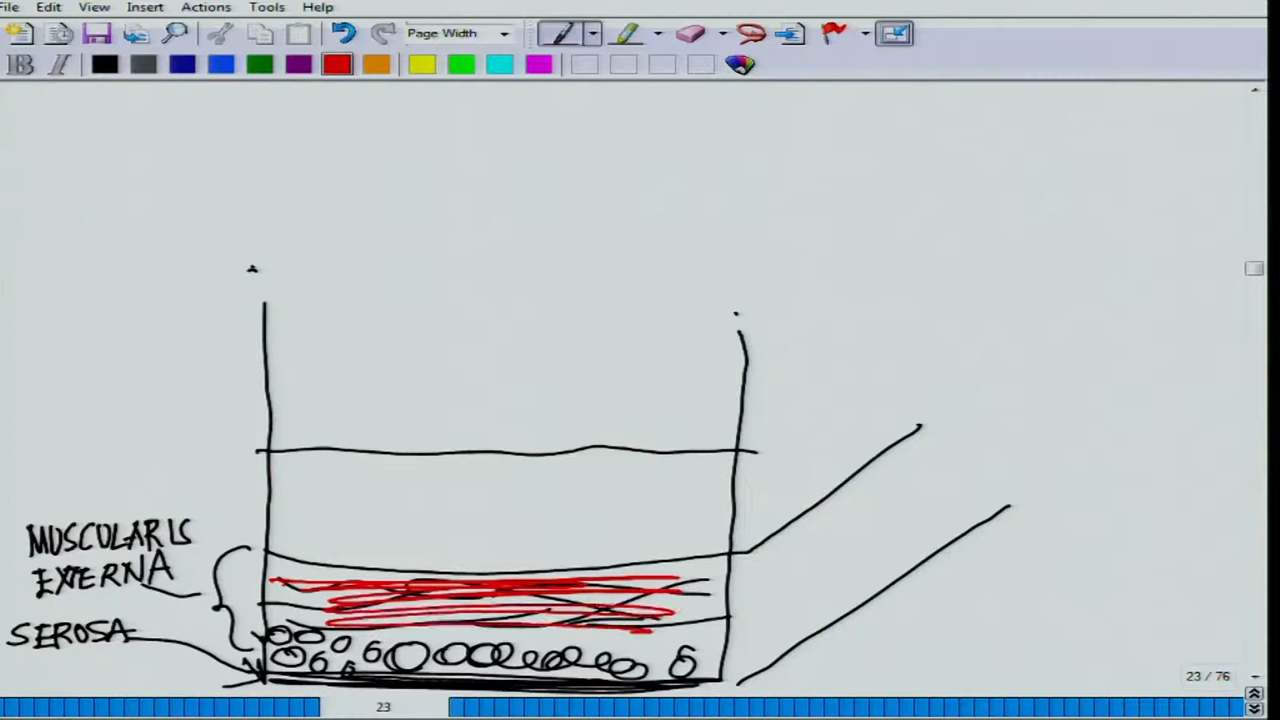 File Edit View Insert Actions Tools Help
Page Width
B I
MUSCULARIS
EXTERNA
SEROSA
23 / 76
23